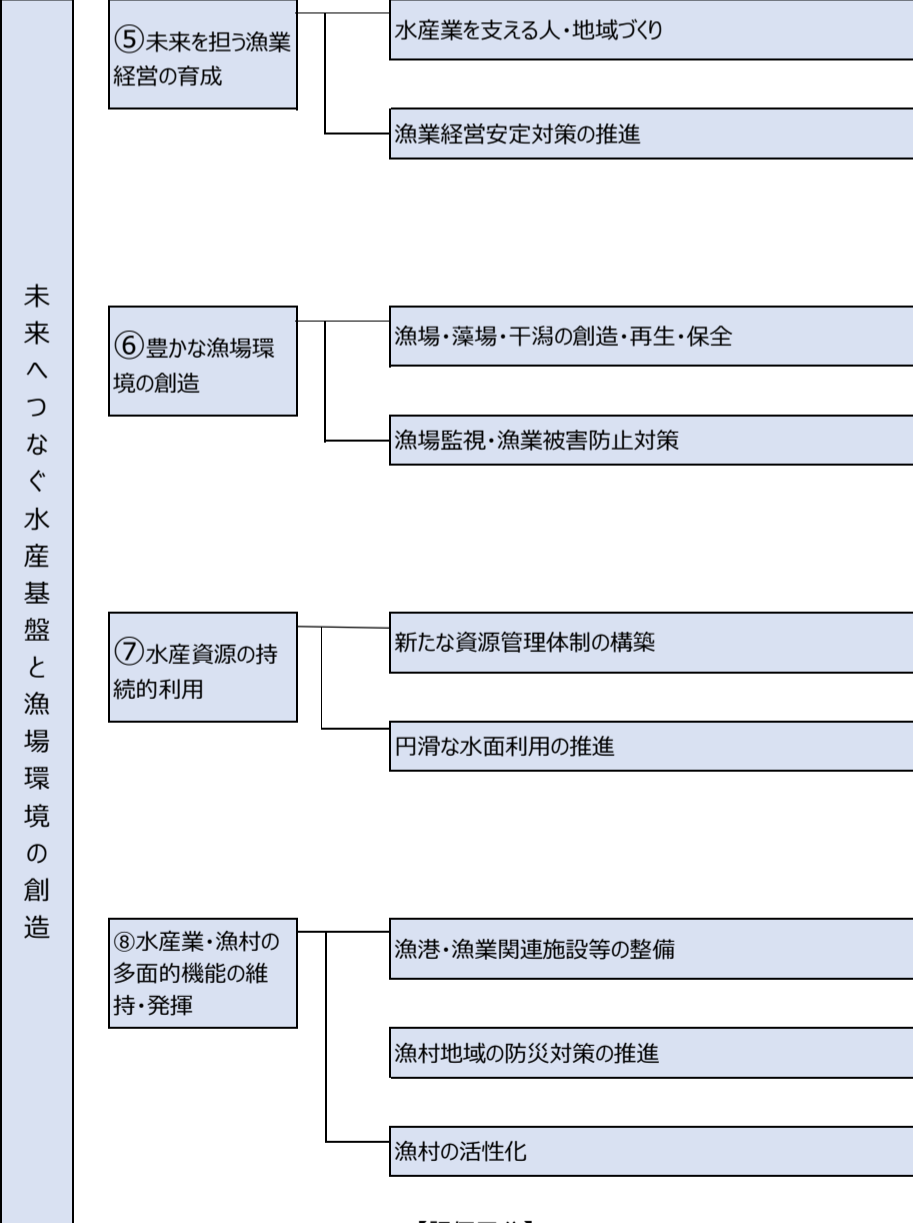 未来へつなぐ水産基盤と漁場環境の創造
⑤未来を担う漁業
経営の育成
水産業を支える人・地域づくり
漁業経営安定対策の推進
⑥豊かな漁場環
境の創造
漁場・藻場・干潟の創造・再生・保全
漁場監視・漁業被害防止対策
⑦水産資源の持
続的利用
新たな資源管理体制の構築
円滑な水面利用の推進
⑧水産業・漁村の
多面的機能の維
持・発揮
漁港・漁業関連施設等の整備
漁村地域の防災対策の推進
漁村の活性化